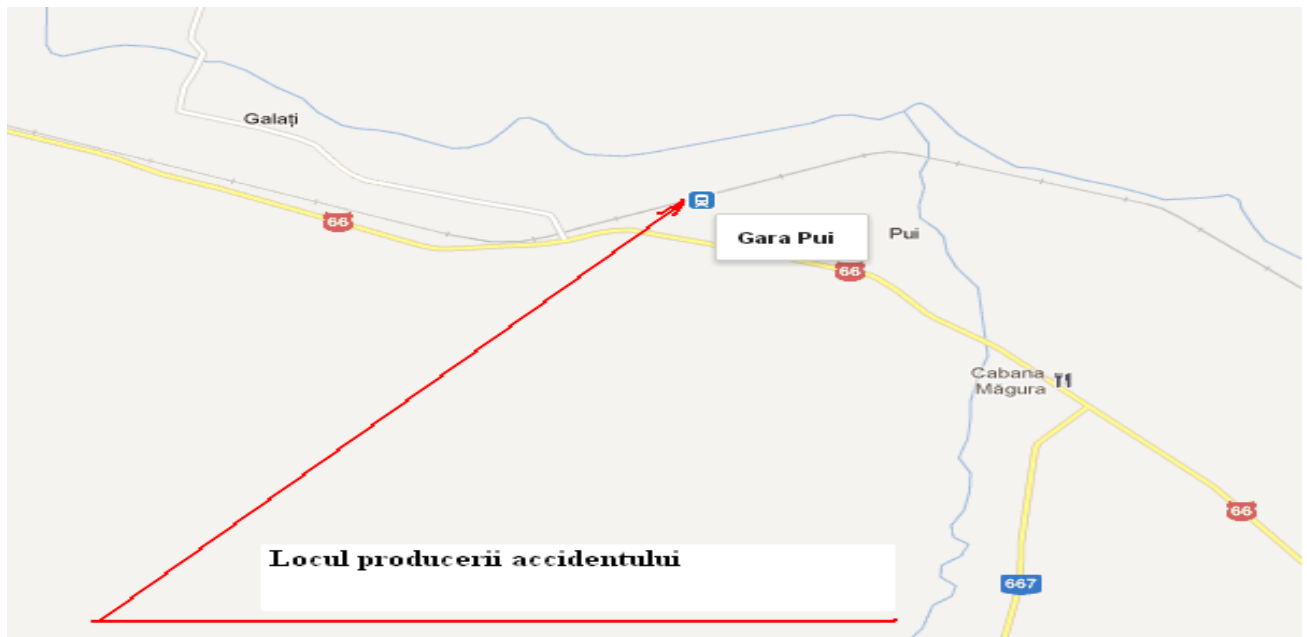 Galați
66
Gara Pui
Pui
66
Cabana
Măgura
66
Locul producerii accidentului
667